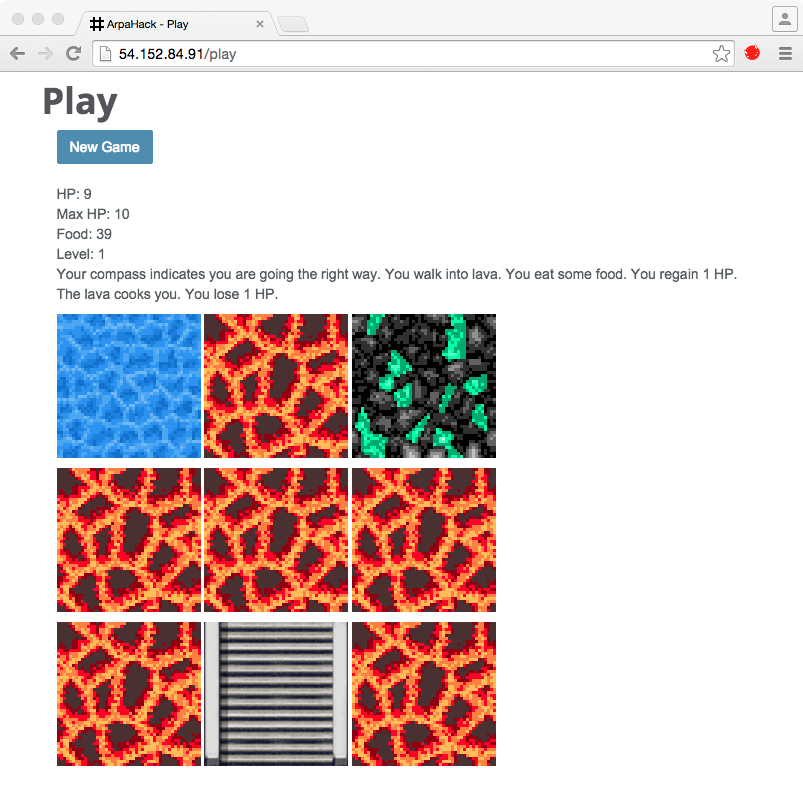 ArpaHack - Play
54.152.84.91/play
Play
New Game
HP: 9
Max HP: 10
Food: 39
Level: 1
Your compass indicates you are going the right way. You walk into lava. You eat some food. You regain 1 HP.
The lava cooks you. You lose 1 HP.